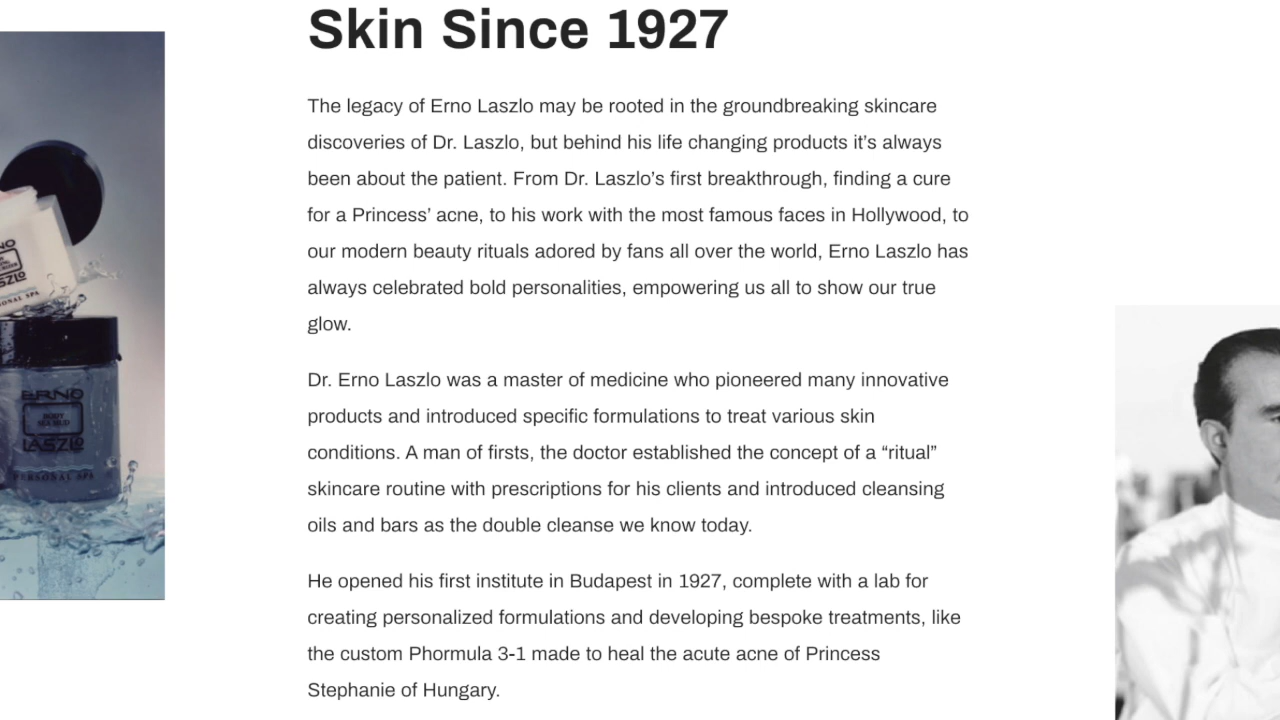 Skin Since 1927
The legacy of Erno Laszlo may be rooted in the groundbreaking skincare
discoveries of Dr. Laszlo, but behind his life changing products it’s always
been about the patient. From Dr. Laszlo’s first breakthrough, finding a cure
for a Princess’ acne, to his work with the most famous faces in Hollywood, to
our modern beauty rituals adored by fans all over the world, Erno Laszlo has
always celebrated bold personalities, empowering us all to show our true
glow.
Dr. Erno Laszlo was a master of medicine who pioneered many innovative
products and introduced specific formulations to treat various skin
conditions. A man of firsts, the doctor established the concept of a “ritual”
skincare routine with prescriptions for his clients and introduced cleansing
oils and bars as the double cleanse we know today.
He opened his first institute in Budapest in 1927, complete with a lab for
creating personalized formulations and developing bespoke treatments, like
the custom Phormula 3-1 made to heal the acute acne of Princess
Stephanie of Hungary.
ERNO
BODY
LASZLO
PERSONAL SPA